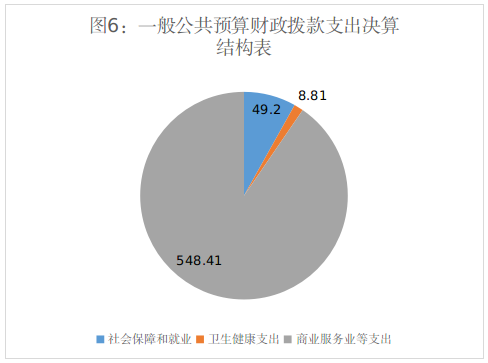 图6：一般公共预算财政拨款支出决算
结构表
49.2
8.81
548.41
社会保障和就业 卫生健康支出 商业服务业等支出